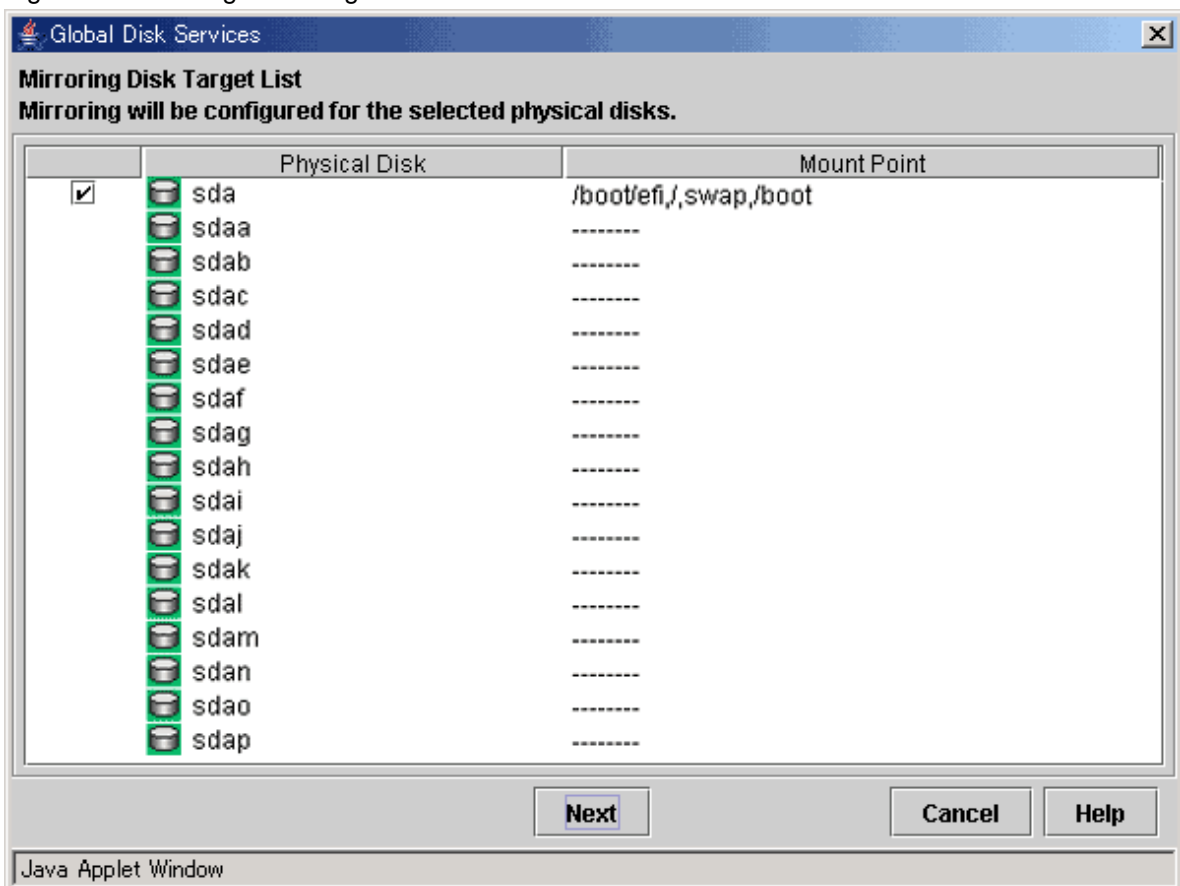 Global Disk Services
Mirroring Disk Target List
Mirroring will be configured for the selected physical disks.
Physical Disk Mount Point
sda /boot/efi,/,swap,/boot
sdaa --------
sdab --------
sdac --------
sdad --------
sdae --------
sdaf --------
sdag --------
sdah --------
sdai --------
sdaj --------
sdak --------
sdal --------
sdam --------
sdan --------
sdao --------
sdap --------
Next Cancel Help
Java Applet Window